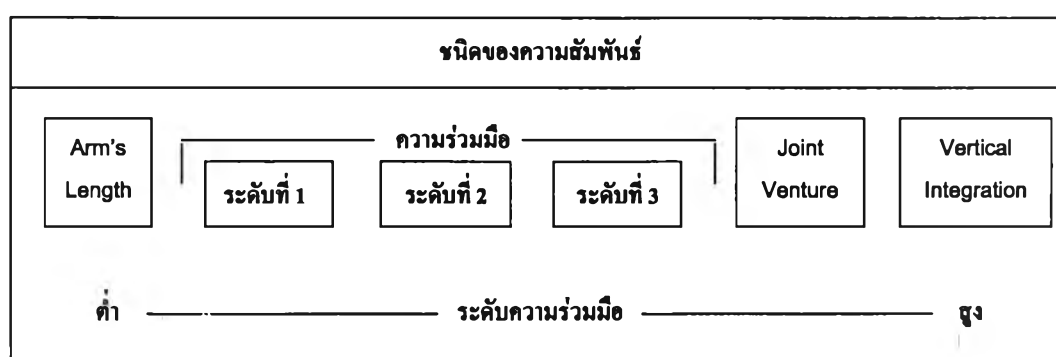 ชนิดของความสัมพันธ์
ความร่วมมือ
Arm's
Length
ระดับที่ 1
ระดับที่ 2
ระดับที่ 3
Joint
Venture
Vertical
Integration
ต่ำ
ระดับความร่วมมือ
สูง